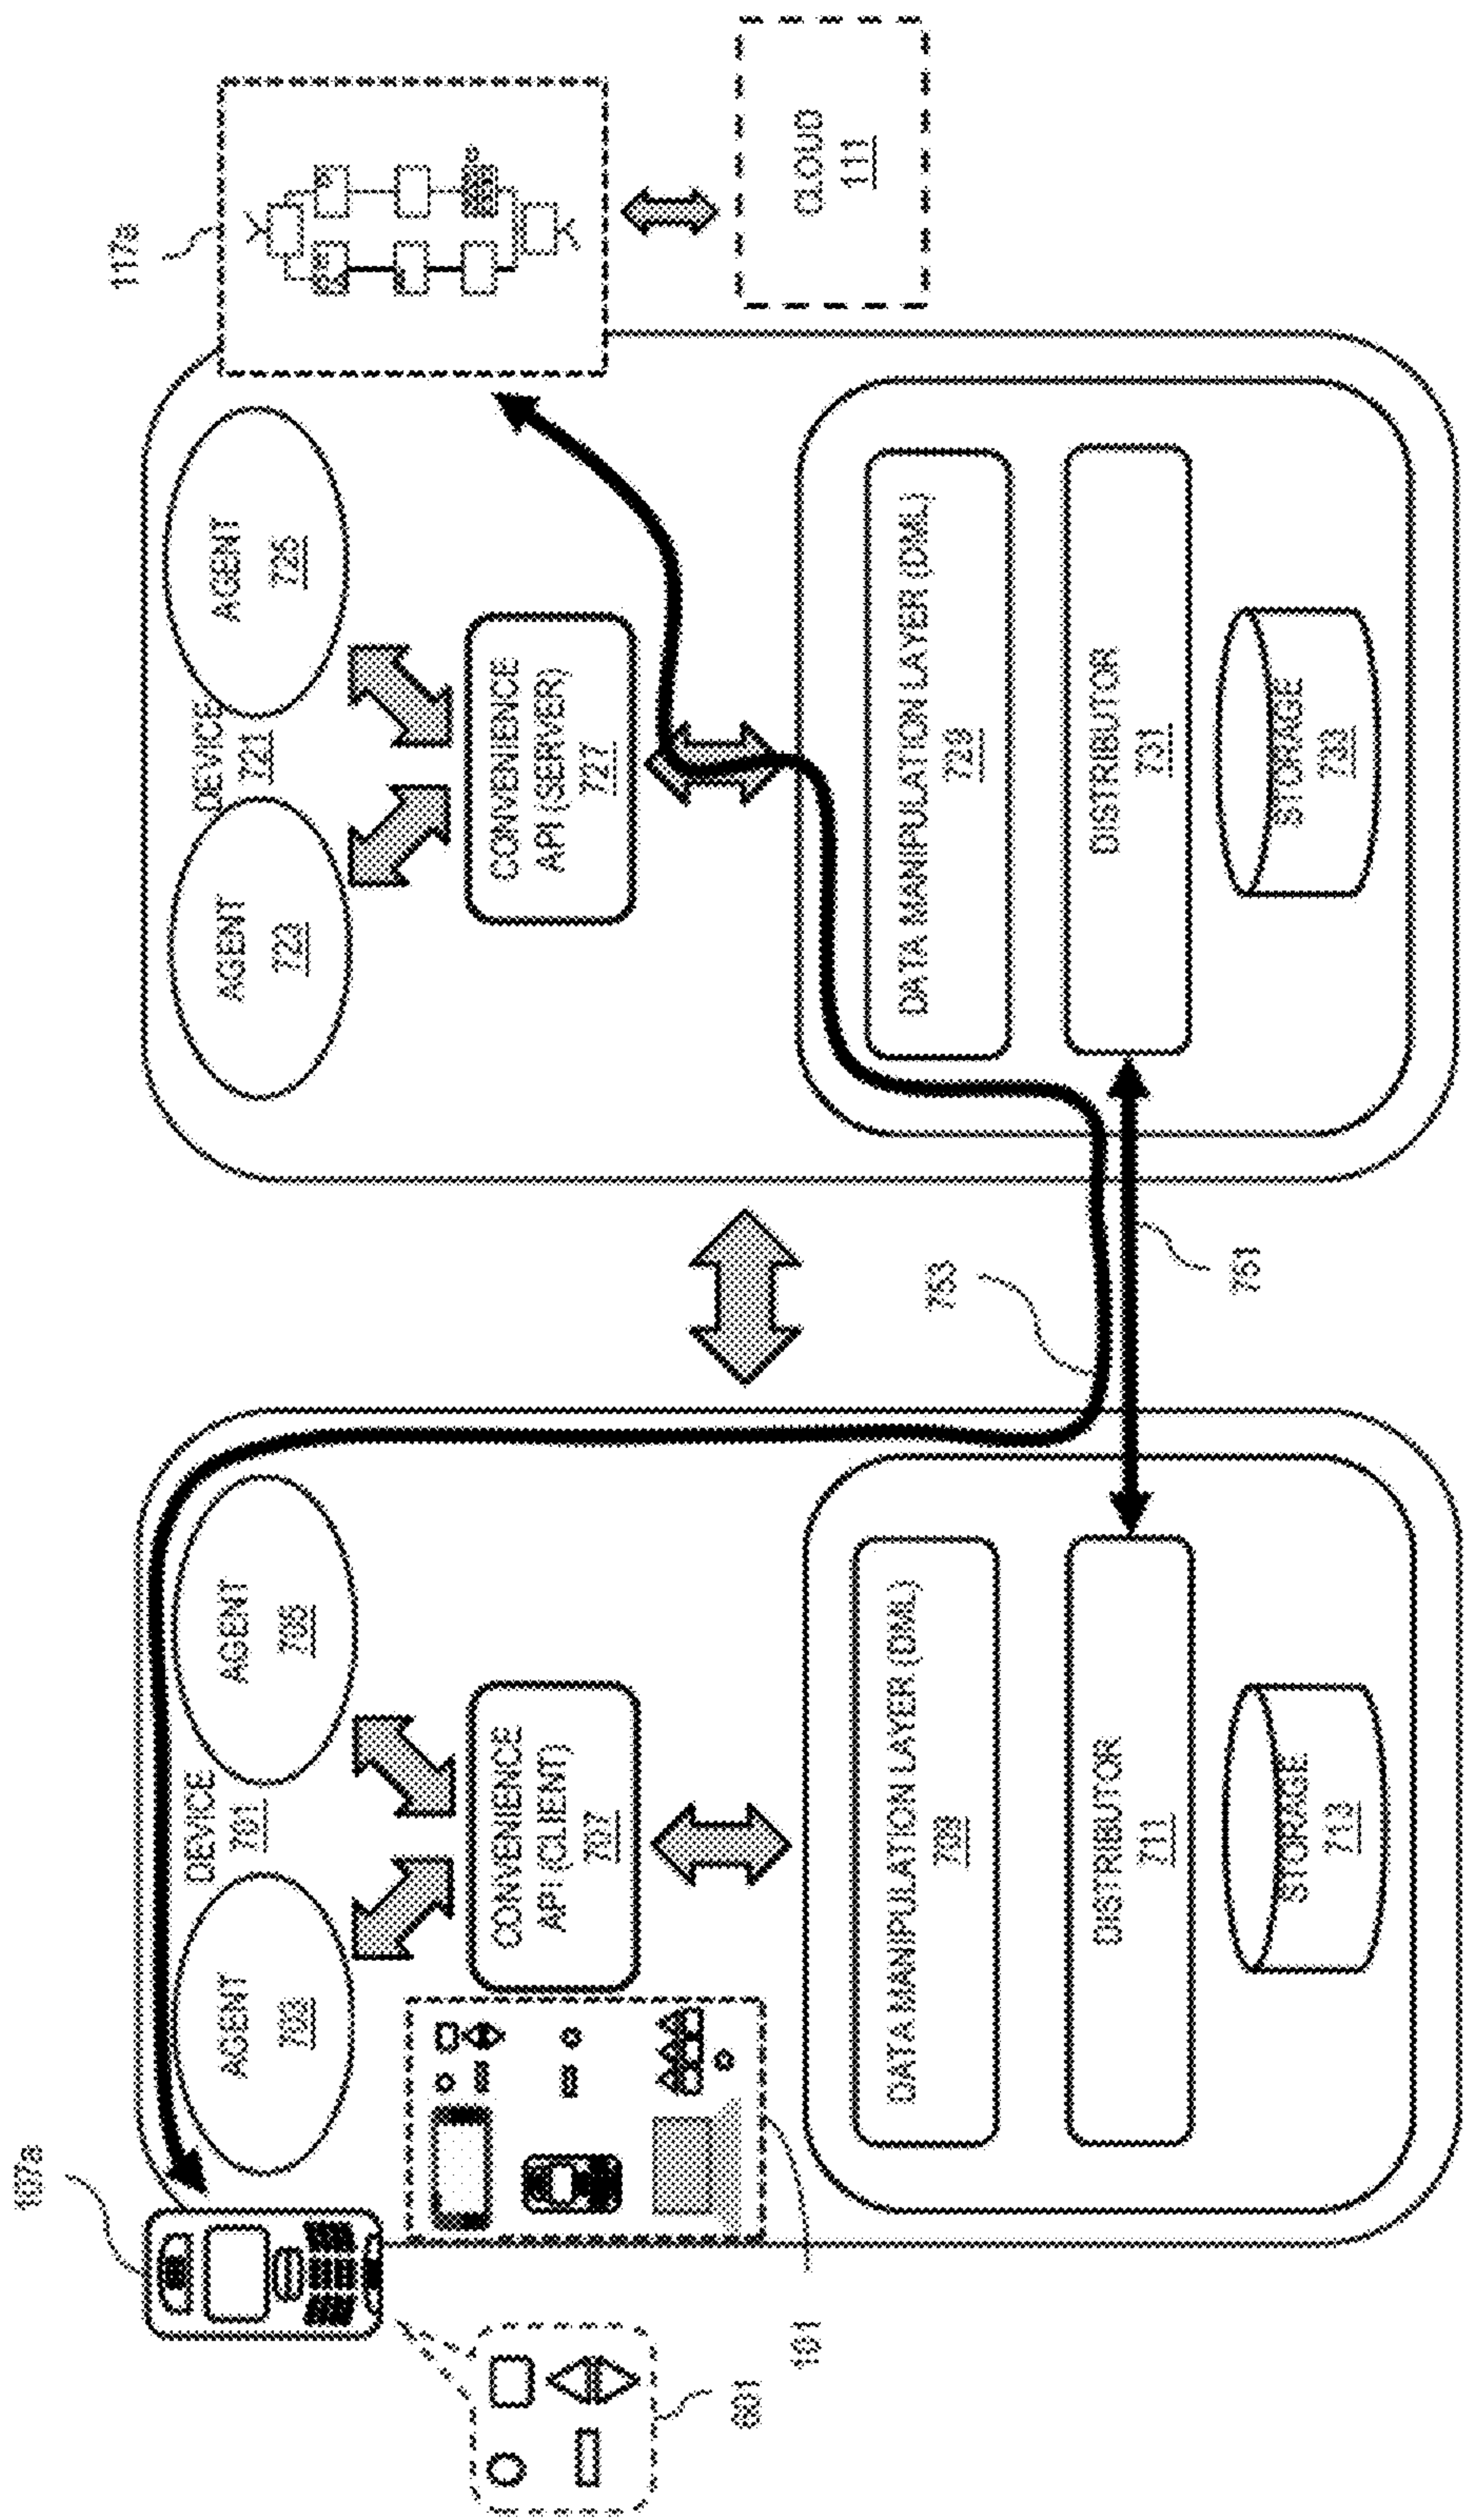 107a
117a
DEVICE
701
AGENT
703
AGENT
705
CONVENIENCE
API (CLIENT)
707
101
DATA MANIPULATION LAYER (DML)
709
DISTRIBUTOR
711
STORAGE
713
753
751
DEVICE
721
AGENT
723
AGENT
725
CONVENIENCE
API (SERVER)
727
DATA MANIPULATION LAYER (DML)
729
DISTRIBUTOR
731
STORAGE
733
CLOUD
111